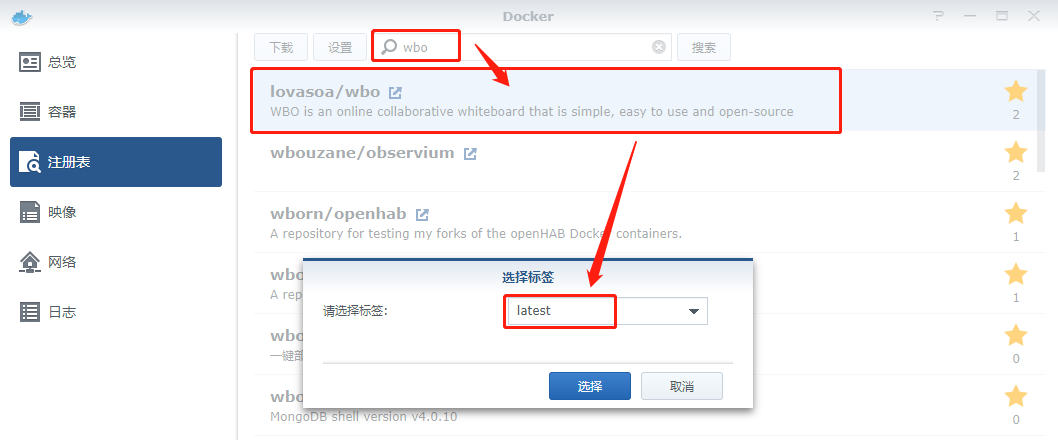 Docker
总览
容器
注册表
映像
网络
日志
下载
设置
wbo
搜索
lovasoa/wbo
WBO is an online collaborative whiteboard that is simple, easy to use and open-source
2
wbouzane/observium
2
wborn/openhab
A repository for testing my forks of the openHAB Docker containers.
1
wbo
A rep
1
wbo
一键部
0
wbo
MongoDB shell version v4.0.10
0
选择标签
请选择标签:
latest
选择
取消